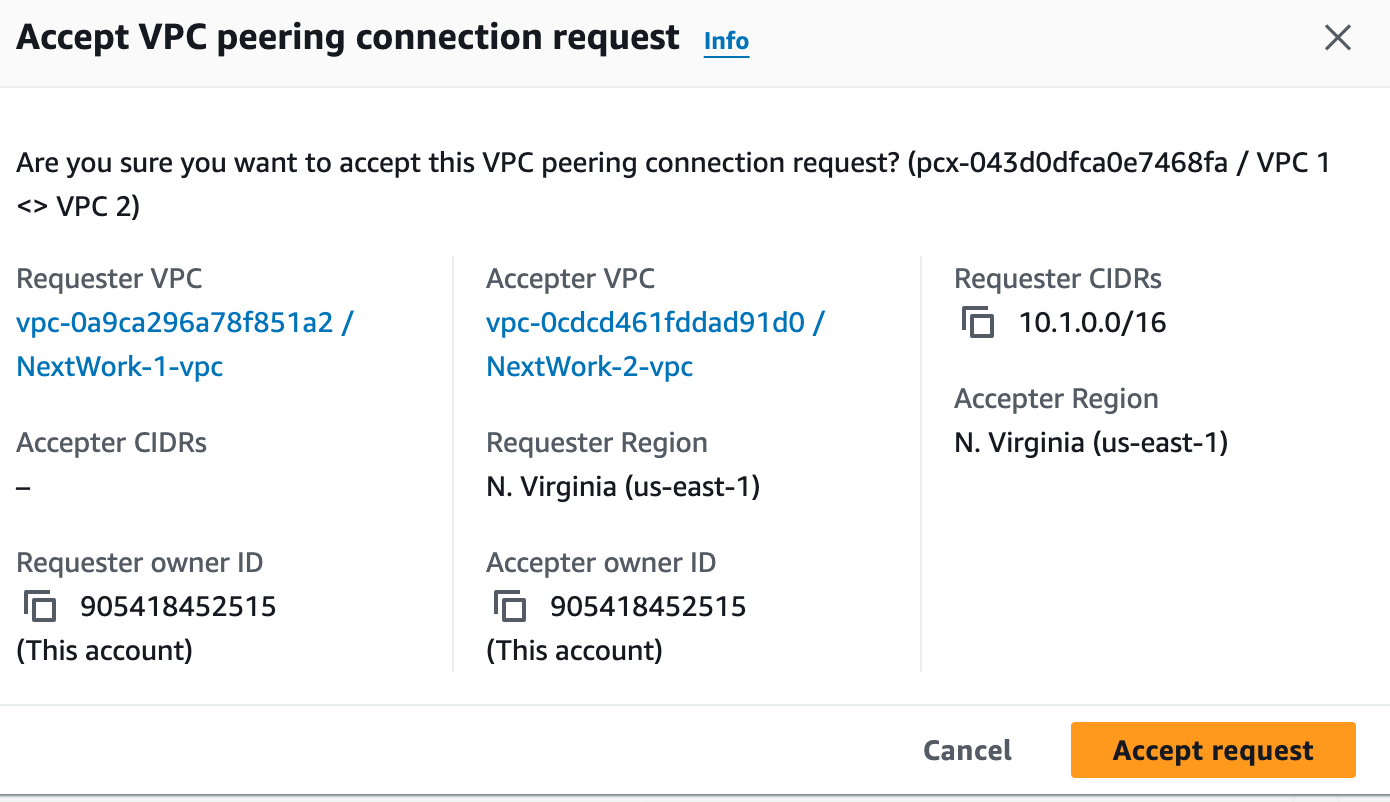 Accept VPC peering connection request Info
Are you sure you want to accept this VPC peering connection request? (pcx-043d0dfca0e7468fa / VPC 1
<> VPC 2)
Requester VPC
vpc-0a9ca296a78f851a2 /
NextWork-1-vpc
Accepter VPC
vpc-0cdcd461fddad91d0 /
NextWork-2-vpc
Requester CIDRs
10.1.0.0/16
Accepter CIDRs
–
Requester Region
N. Virginia (us-east-1)
Accepter Region
N. Virginia (us-east-1)
Requester owner ID
905418452515
(This account)
Accepter owner ID
905418452515
(This account)
Cancel
Accept request